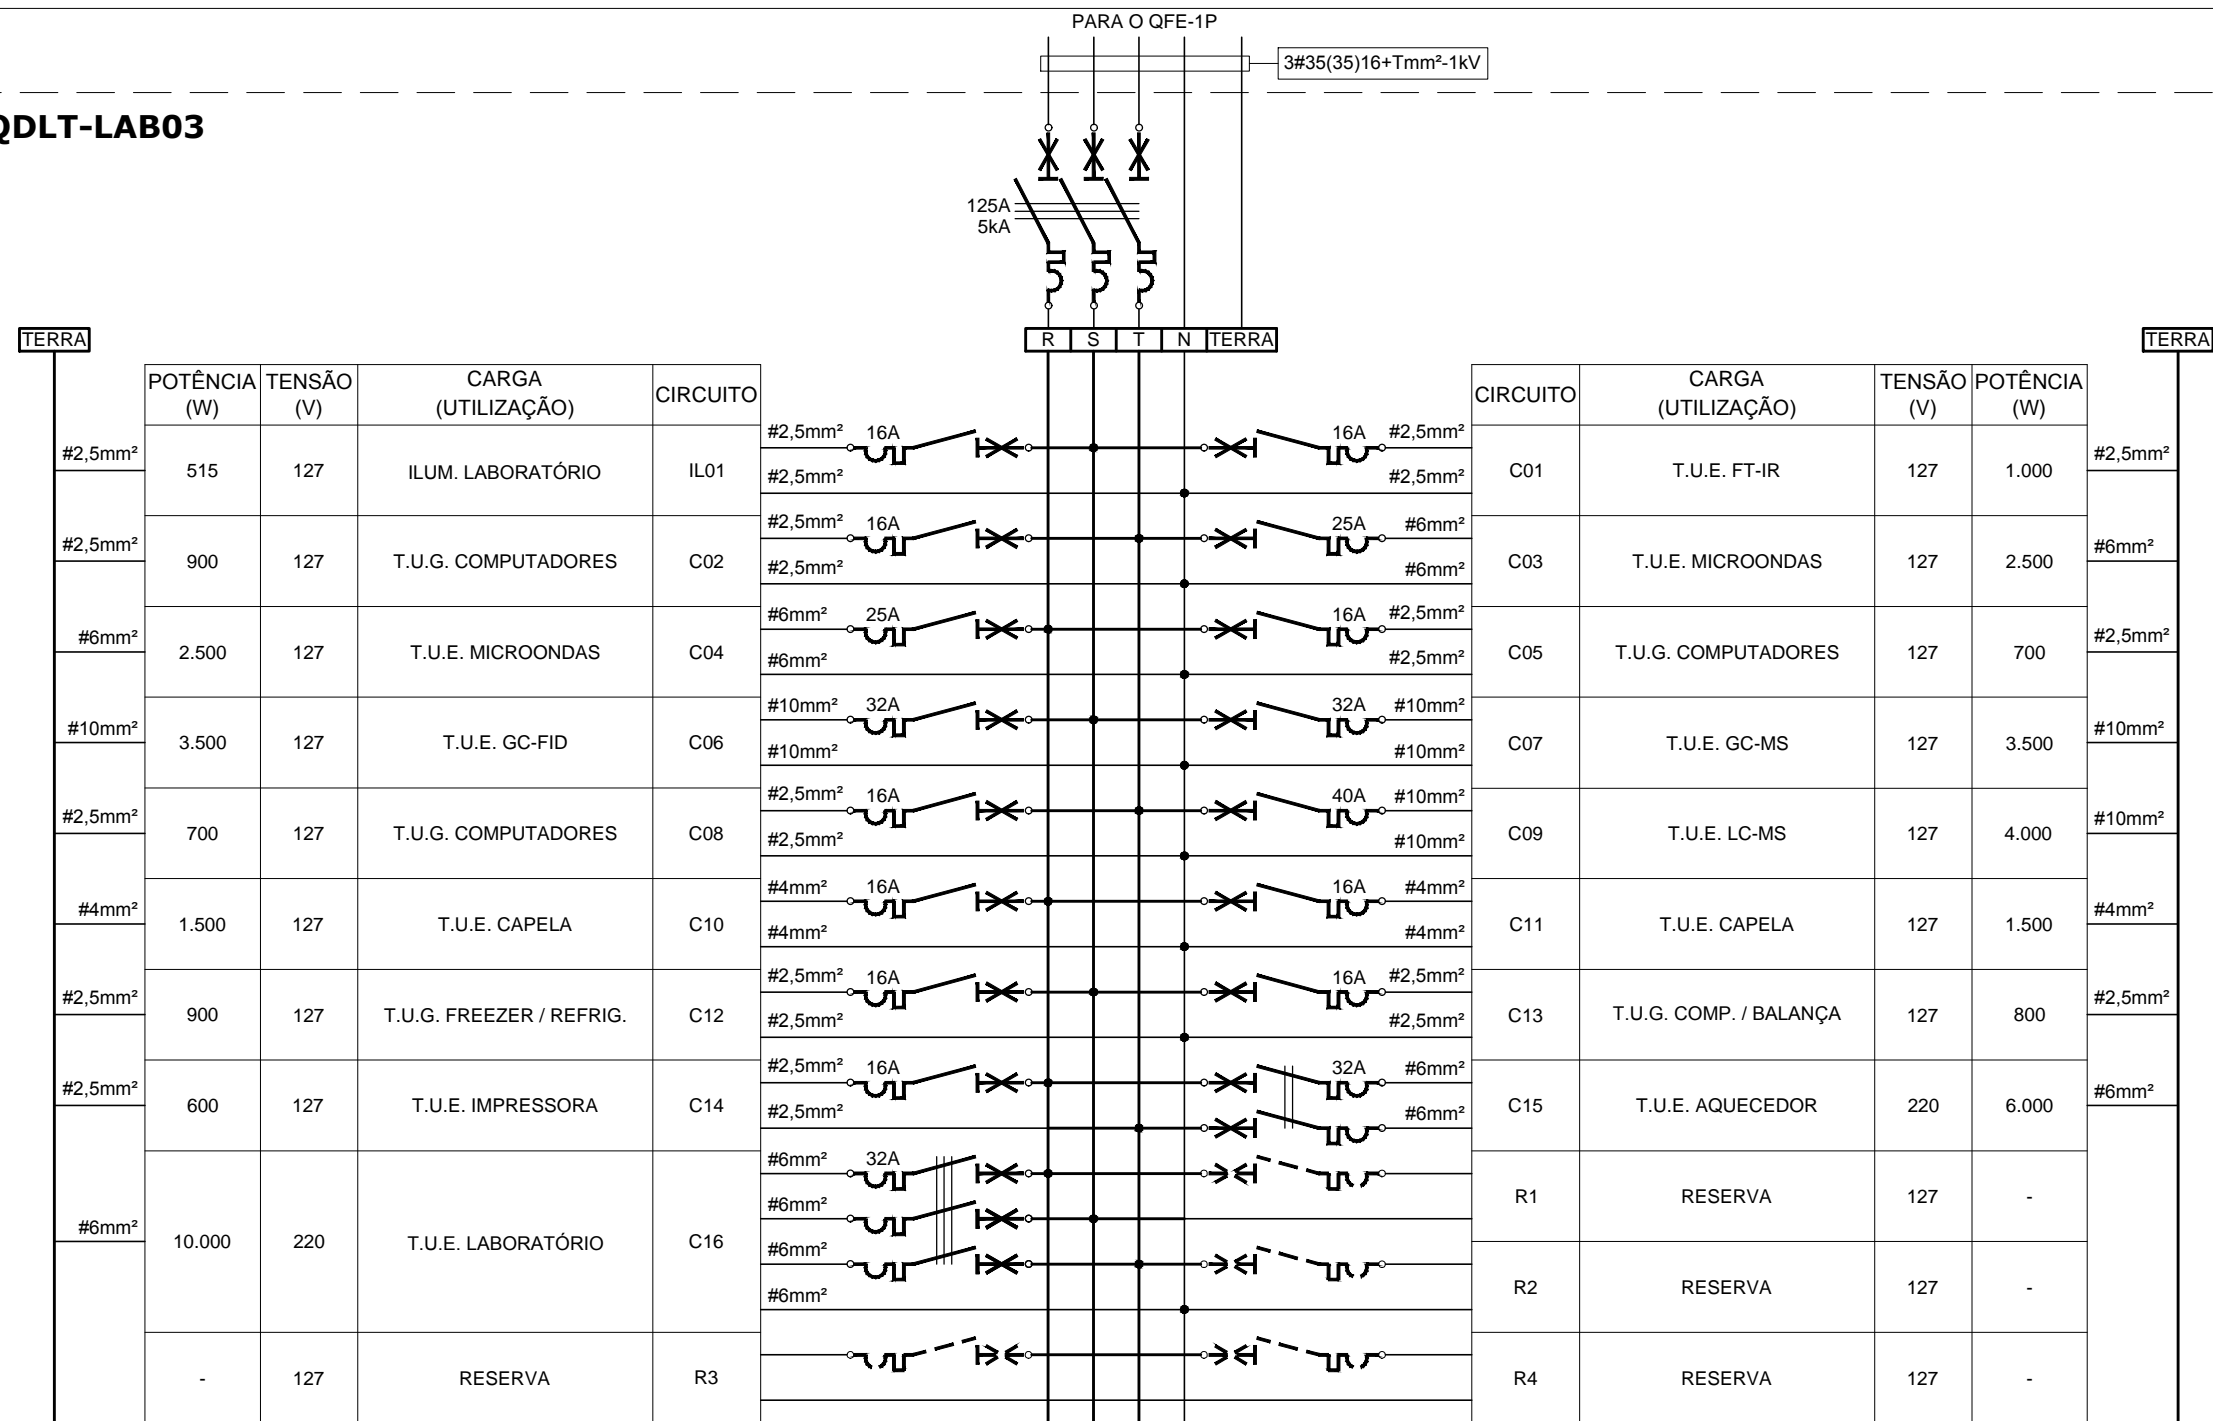 PARA O QFE-1P
3#35(35)16+Tmm²-1kV
QDLT-LAB03
125A
5kA
TERRA
R S T N TERRA
TERRA
POTÊNCIA (W) TENSÃO (V) CARGA (UTILIZAÇÃO) CIRCUITO
CIRCUITO CARGA (UTILIZAÇÃO) TENSÃO (V) POTÊNCIA (W)
#2,5mm² 515 127 ILUM. LABORATÓRIO IL01 #2,5mm² 16A #2,5mm²
16A #2,5mm² #2,5mm² C01 T.U.E. FT-IR 127 1.000 #2,5mm²
#2,5mm² 900 127 T.U.G. COMPUTADORES C02 #2,5mm² 16A #2,5mm²
25A #6mm² #6mm² C03 T.U.E. MICROONDAS 127 2.500 #6mm²
#6mm² 2.500 127 T.U.E. MICROONDAS C04 #6mm² 25A #6mm²
16A #2,5mm² #2,5mm² C05 T.U.G. COMPUTADORES 127 700 #2,5mm²
#10mm² 3.500 127 T.U.E. GC-FID C06 #10mm² 32A #10mm²
32A #10mm² #10mm² C07 T.U.E. GC-MS 127 3.500 #10mm²
#2,5mm² 700 127 T.U.G. COMPUTADORES C08 #2,5mm² 16A #2,5mm²
40A #10mm² #10mm² C09 T.U.E. LC-MS 127 4.000 #10mm²
#4mm² 1.500 127 T.U.E. CAPELA C10 #4mm² 16A #4mm²
16A #4mm² #4mm² C11 T.U.E. CAPELA 127 1.500 #4mm²
#2,5mm² 900 127 T.U.G. FREEZER / REFRIG. C12 #2,5mm² 16A #2,5mm²
16A #2,5mm² #2,5mm² C13 T.U.G. COMP. / BALANÇA 127 800 #2,5mm²
#2,5mm² 600 127 T.U.E. IMPRESSORA C14 #2,5mm² 16A #2,5mm²
32A #6mm² #6mm² C15 T.U.E. AQUECEDOR 220 6.000 #6mm²
#6mm² 10.000 220 T.U.E. LABORATÓRIO C16 #6mm² 32A #6mm² #6mm² #6mm²
R1 RESERVA 127 -
R2 RESERVA 127 -
- 127 RESERVA R3
R4 RESERVA 127 -